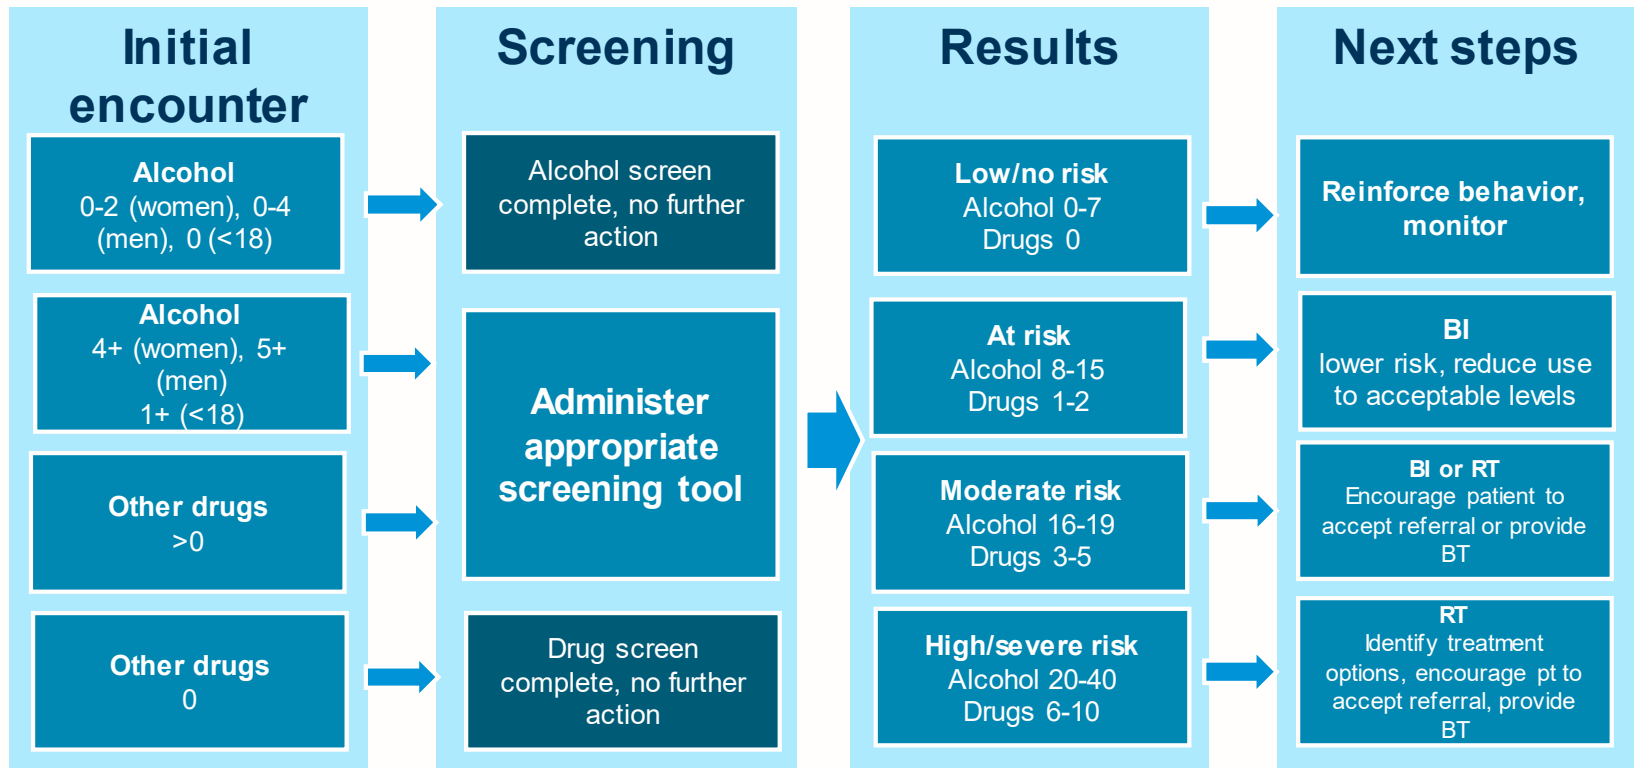 Initial
encounter
Alcohol
0-2 (women), 0-4
(men), 0 (<18)
Alcohol
4+ (women), 5+
(men)
1+ (<18)
Other drugs
>0
Other drugs
0
Screening
Alcohol screen
complete, no further
action
Administer
appropriate
screening tool
Drug screen
complete, no further
action
Results
Low/no risk
Alcohol 0-7
Drugs 0
At risk
Alcohol 8-15
Drugs 1-2
Moderate risk
Alcohol 16-19
Drugs 3-5
High/severe risk
Alcohol 20-40
Drugs 6-10
Next steps
Reinforce behavior,
monitor
BI
lower risk, reduce use
to acceptable levels
BI or RT
Encourage patient to
accept referral or provide
BT
RT
Identify treatment
options, encourage pt to
accept referral, provide
BT